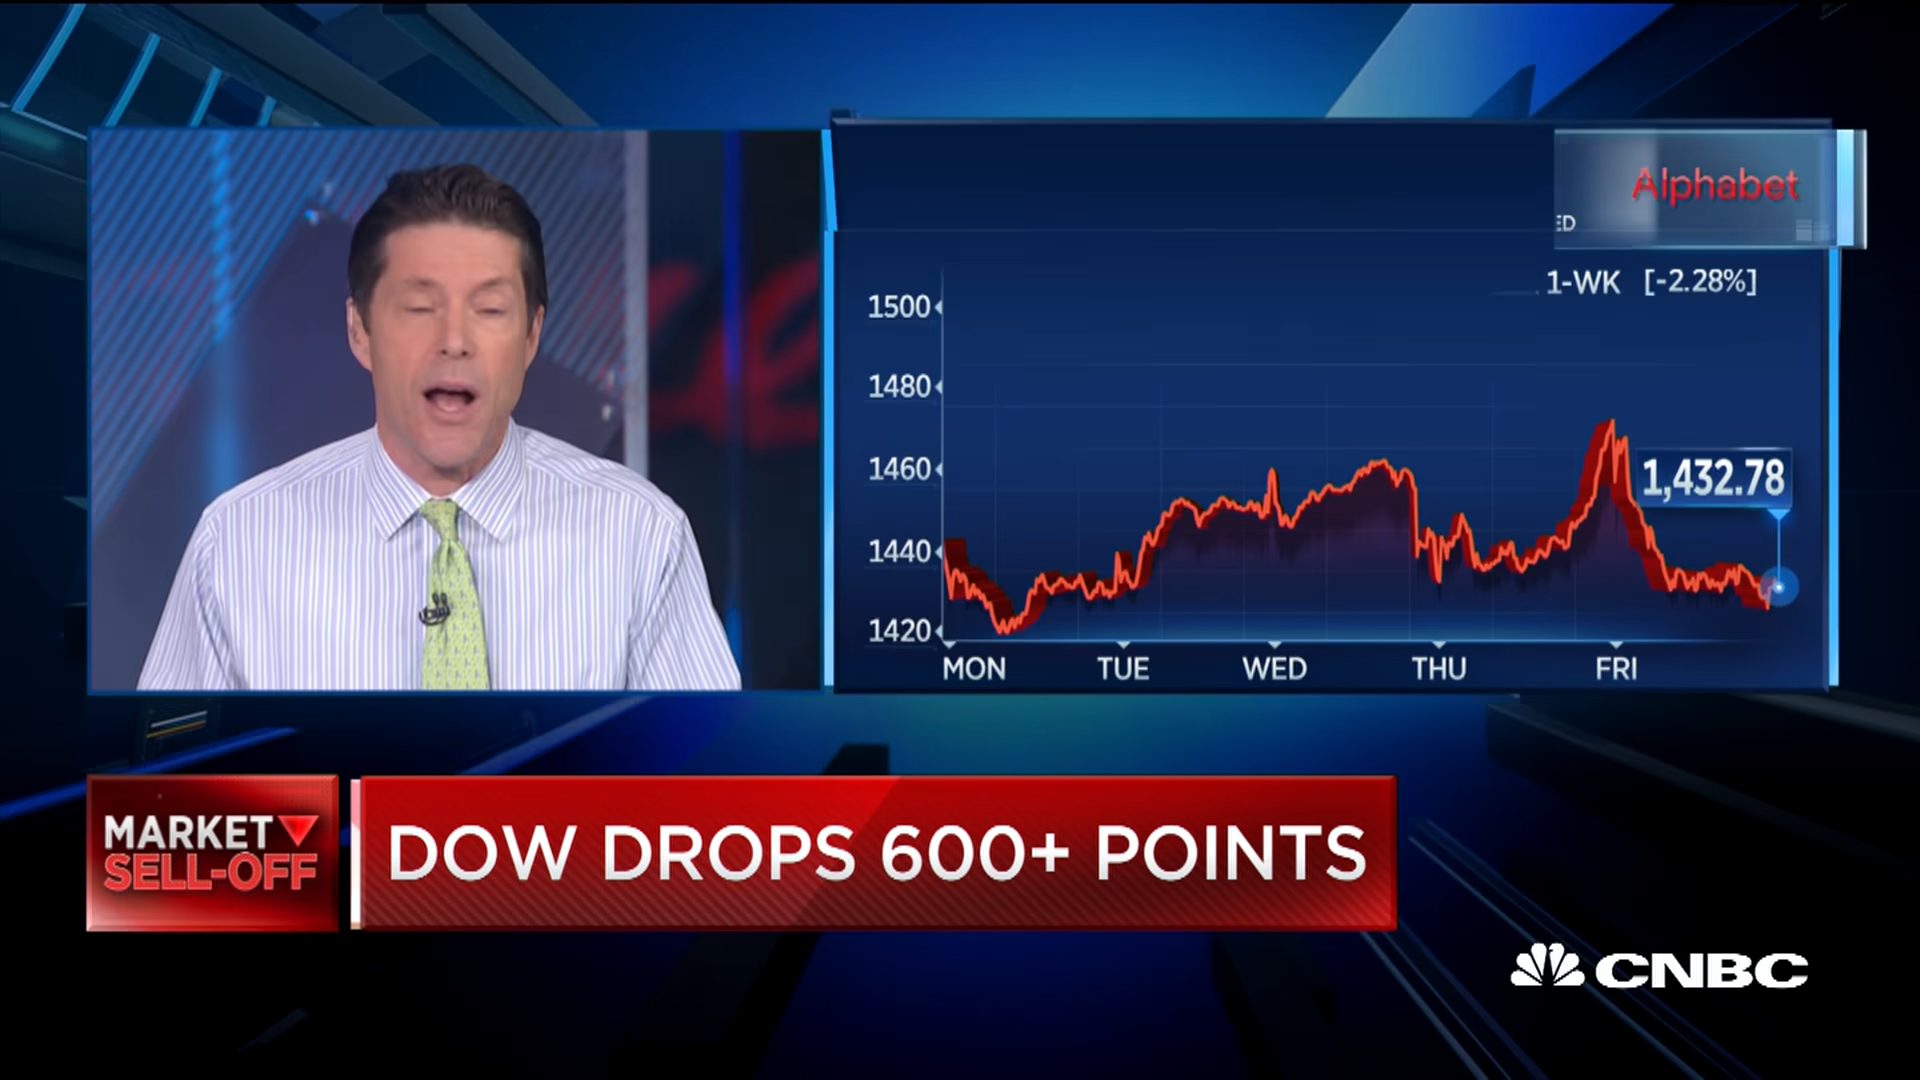 Alphabet
ED
1-WK [-2.28%]
1500
1480
1460
1440
1420
1,432.78
MON TUE WED THU FRI
MARKET
SELL-OFF
DOW DROPS 600+ POINTS
CNBC